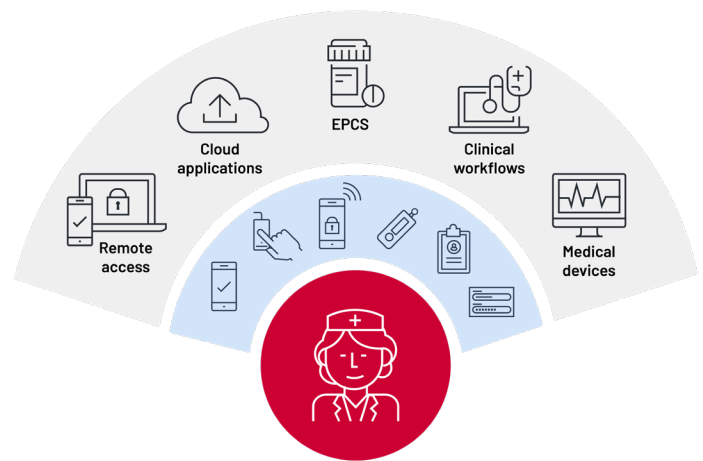 EPCS
Cloud
applications
Clinical
workflows
Remote
access
Medical
devices